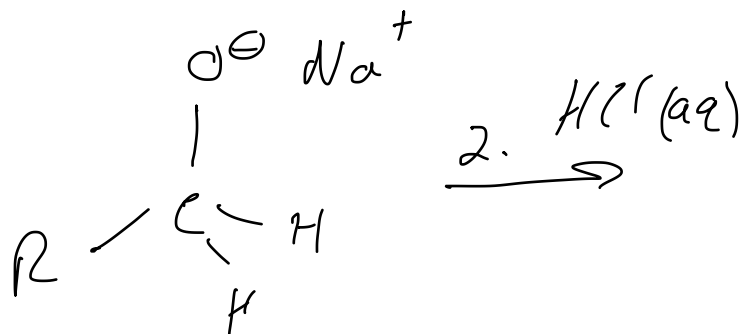 O⊖ Na⁺
2. HCl (aq)
R C H
H